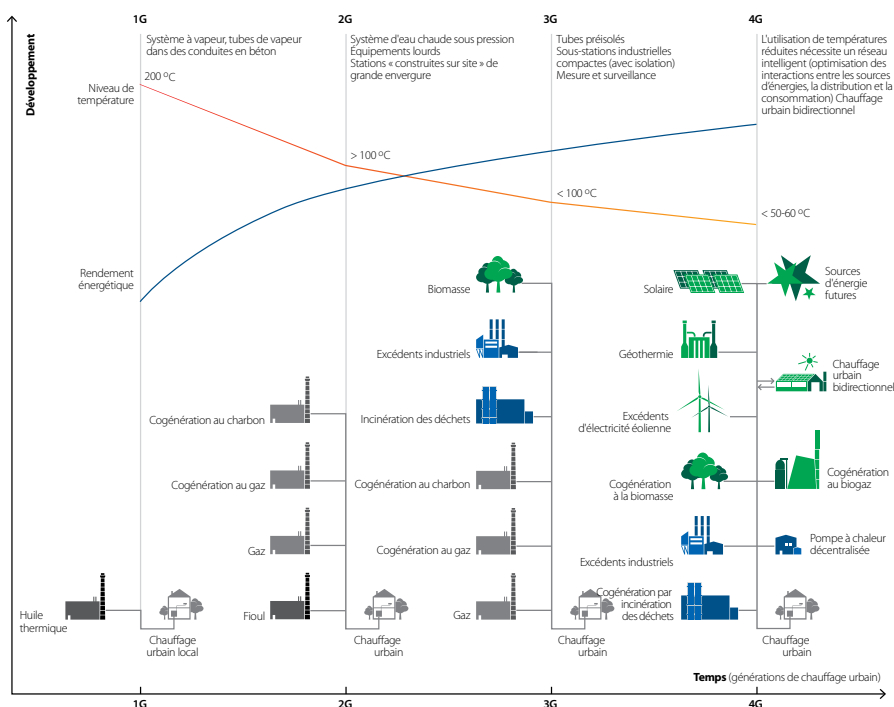 1G
2G
3G
4G
Développement
Système à vapeur, tubes de vapeur
dans des conduites en béton
Système d'eau chaude sous pression
Équipements lourds
Stations « construites sur site » de
grande envergure
Tubes préisolés
Sous-stations industrielles
compactes (avec isolation)
Mesure et surveillance
L'utilisation de températures
réduites nécessite un réseau
intelligent (optimisation des
interactions entre les sources
d'énergies, la distribution et la
consommation) Chauffage
urbain bidirectionnel
Niveau de
température
200 ºC
> 100 ºC
< 100 ºC
< 50-60 ºC
Rendement
énergétique
Biomasse
Solaire
Sources
d'énergie
futures
Excédents industriels
Géothermie
Chauffage
urbain
bidirectionnel
Cogénération au charbon
Incinération des déchets
Excédents
d'électricité éolienne
Cogénération au gaz
Cogénération au charbon
Cogénération
à la biomasse
Cogénération
au biogaz
Gaz
Cogénération au gaz
Excédents industriels
Pompe à chaleur
décentralisée
Huile
thermique
Fioul
Gaz
Cogénération par
incinération
des déchets
Chauffage
urbain local
Chauffage
urbain
Chauffage
urbain
Chauffage
urbain
Temps (générations de chauffage urbain)
1G
2G
3G
4G